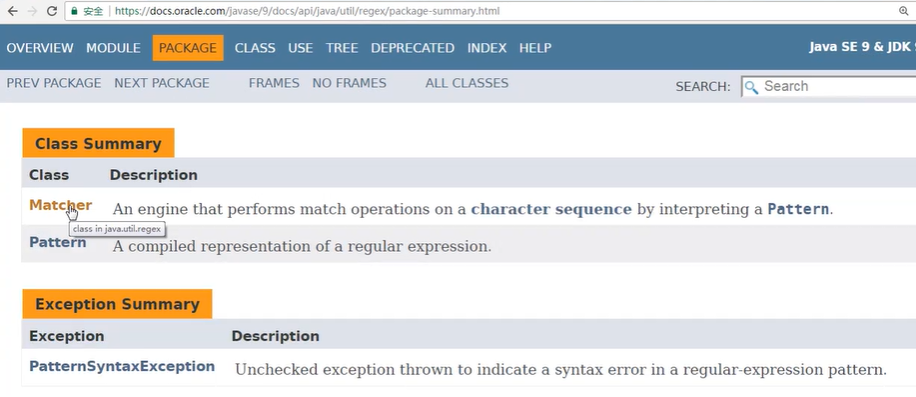 安全 https://docs.oracle.com/javase/9/docs/api/java/util/regex/package-summary.html
OVERVIEW MODULE PACKAGE CLASS USE TREE DEPRECATED INDEX HELP Java SE 9 & JDK
PREV PACKAGE NEXT PACKAGE FRAMES NO FRAMES ALL CLASSES SEARCH: Search
Class Summary
Class Description
Matcher An engine that performs match operations on a character sequence by interpreting a Pattern.
class in java.util.regex
Pattern A compiled representation of a regular expression.
Exception Summary
Exception Description
PatternSyntaxException Unchecked exception thrown to indicate a syntax error in a regular-expression pattern.